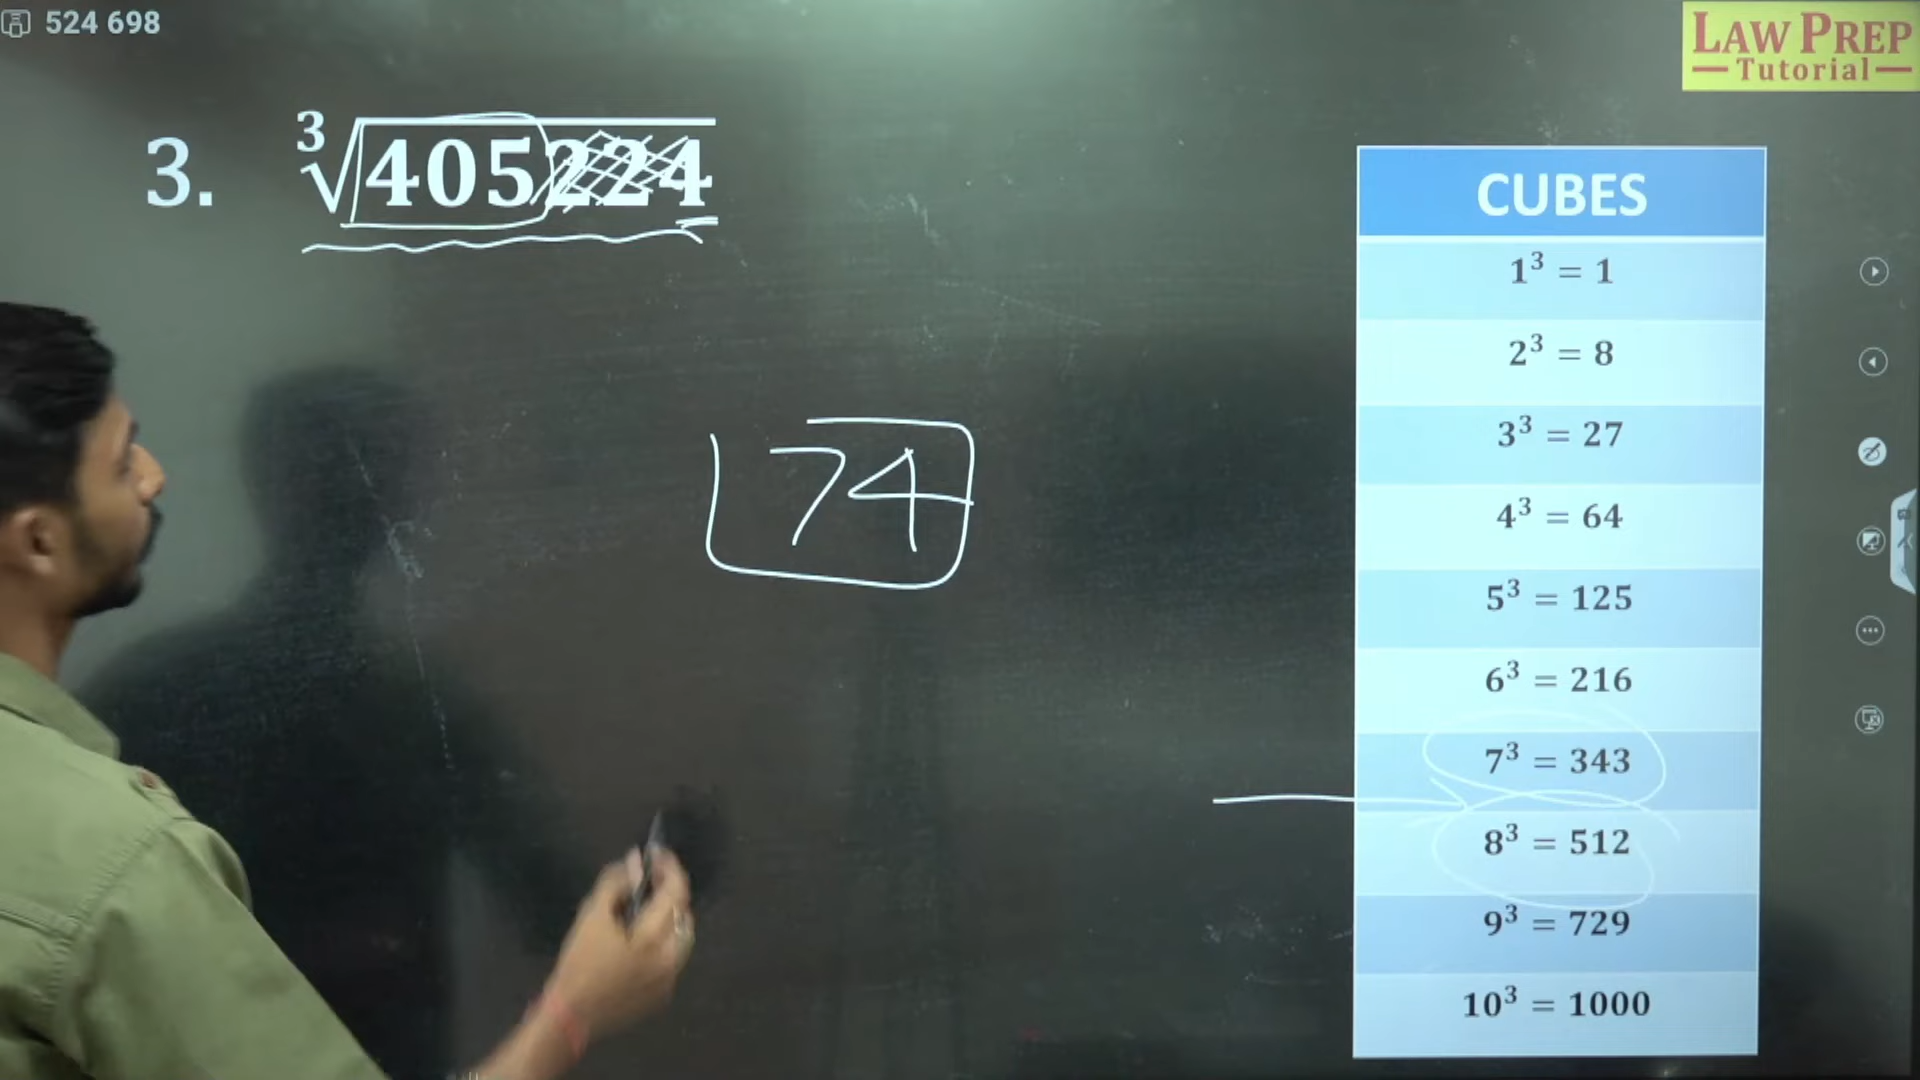 524 698
LAW PREP
Tutorial
3. ∛405224
74
CUBES
1³ = 1
2³ = 8
3³ = 27
4³ = 64
5³ = 125
6³ = 216
7³ = 343
8³ = 512
9³ = 729
10³ = 1000